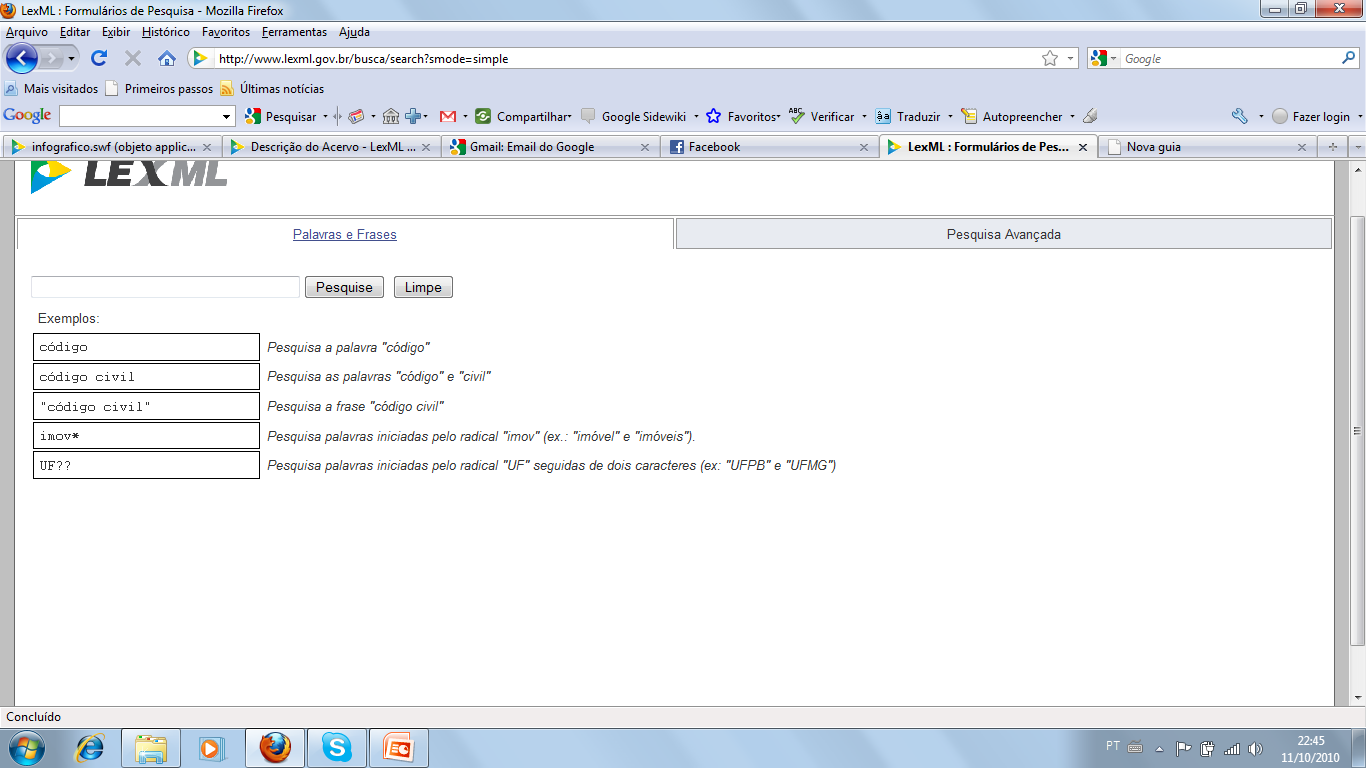 LexML : Formulários de Pesquisa - Mozilla Firefox
Arquivo Editar Exibir Histórico Favoritos Ferramentas Ajuda
http://www.lexml.gov.br/busca/search?smode=simple Google
Mais visitados Primeiros passos Últimas notícias
Google Pesquisar Compartilhar Google Sidewiki Favoritos ABC Verificar Traduzir Autopreencher Fazer login
infografico.swf (objeto applic... Descrição do Acervo - LexML ... Gmail: Email do Google Facebook LexML : Formulários de Pes... Nova guia
LEXML
Palavras e Frases Pesquisa Avançada
Pesquise Limpe
Exemplos:
código Pesquisa a palavra "código"
código civil Pesquisa as palavras "código" e "civil"
"código civil" Pesquisa a frase "código civil"
imov* Pesquisa palavras iniciadas pelo radical "imov" (ex.: "imóvel" e "imóveis").
UF?? Pesquisa palavras iniciadas pelo radical "UF" seguidas de dois caracteres (ex: "UFPB" e "UFMG")
Concluído
PT 22:45
11/10/2010